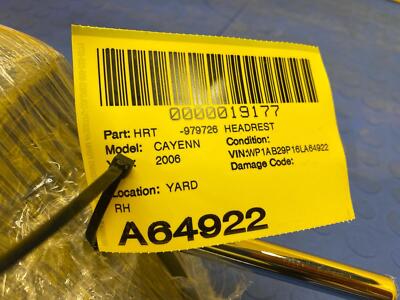 0000019177
Part: HRT -979726 HEADREST
Model: CAYENN Condition:
2006 VIN:WP1AB29P16LA64922
Damage Code:
Location: YARD
RH
A64922